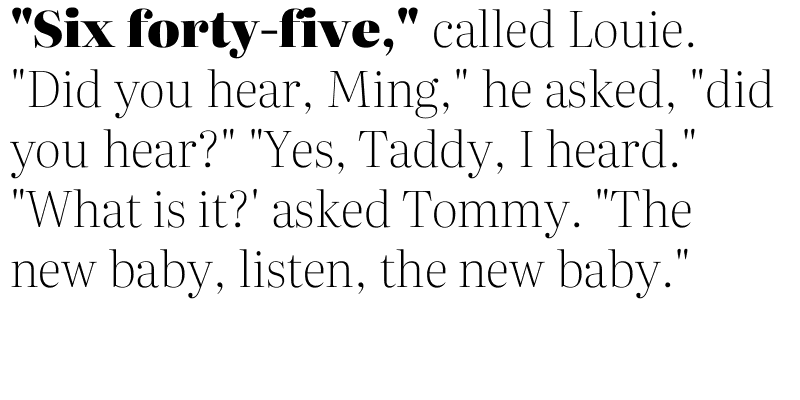 "Six forty-five," called Louie.
"Did you hear, Ming," he asked, "did
you hear?" "Yes, Taddy, I heard."
"What is it?' asked Tommy. "The
new baby, listen, the new baby."